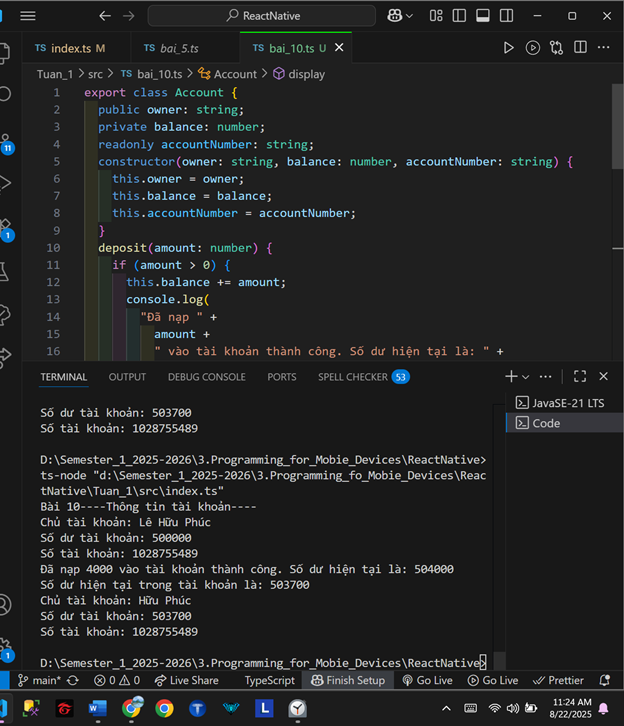 ReactNative
TS index.ts M
TS bai_5.ts
TS bai_10.ts U
Tuan_1 > src > TS bai_10.ts > Account > display
1 export class Account {
2 public owner: string;
3 private balance: number;
4 readonly accountNumber: string;
5 constructor(owner: string, balance: number, accountNumber: string) {
6 this.owner = owner;
7 this.balance = balance;
8 this.accountNumber = accountNumber;
9 }
10 deposit(amount: number) {
11 if (amount > 0) {
12 this.balance += amount;
13 console.log(
14 "Đã nạp " +
15 amount +
16 " vào tài khoản thành công. Số dư hiện tại là: " +
11
1
1
TERMINAL OUTPUT DEBUG CONSOLE PORTS SPELL CHECKER 53
JavaSE-21 LTS
Code
Số dư tài khoản: 503700
Số tài khoản: 1028755489
D:\Semester_1_2025-2026\3.Programming_for_Mobie_Devices\ReactNative>
ts-node "d:\Semester_1_2025-2026\3.Programming_fo_Mobie_Devices\Reac
tNative\Tuan_1\src\index.ts"
Bài 10----Thông tin tài khoản----
Chủ tài khoản: Lê Hữu Phúc
Số dư tài khoản: 500000
Số tài khoản: 1028755489
Đã nạp 4000 vào tài khoản thành công. Số dư hiện tại là: 504000
Số dư hiện tại trong tài khoản là: 503700
Chủ tài khoản: Hữu Phúc
Số dư tài khoản: 503700
Số tài khoản: 1028755489
D:\Semester_1_2025-2026\3.Programming_for_Mobie_Devices\ReactNative>
main* 0 0 Live Share TypeScript Finish Setup Go Live Go Live Prettier
11:24 AM
8/22/2025